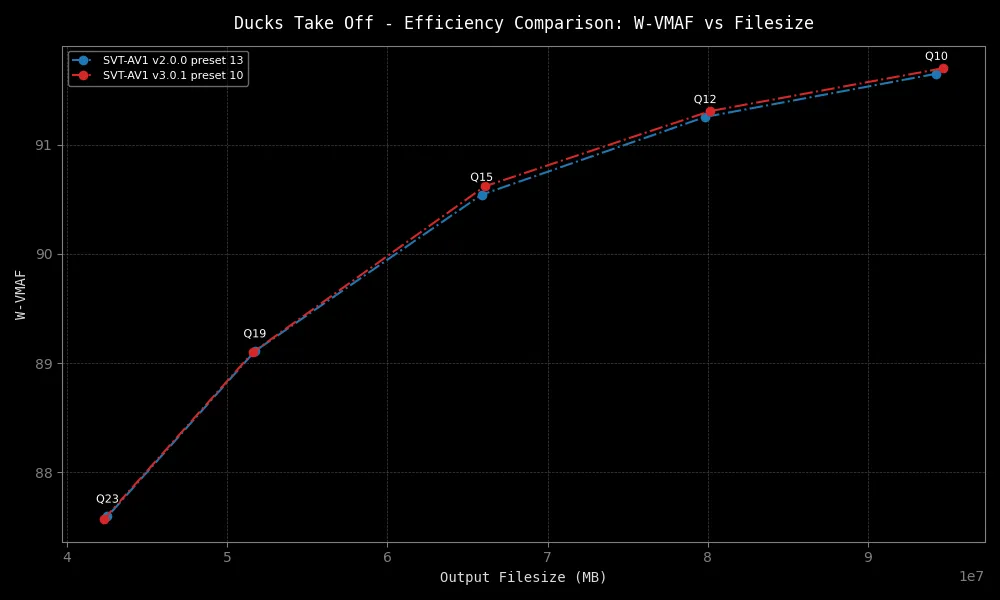 Ducks Take Off - Efficiency Comparison: W-VMAF vs Filesize
SVT-AV1 v2.0.0 preset 13
SVT-AV1 v3.0.1 preset 10
Q10
Q12
Q15
Q19
Q23
91
90
89
88
W-VMAF
4 5 6 7 8 9
1e7
Output Filesize (MB)